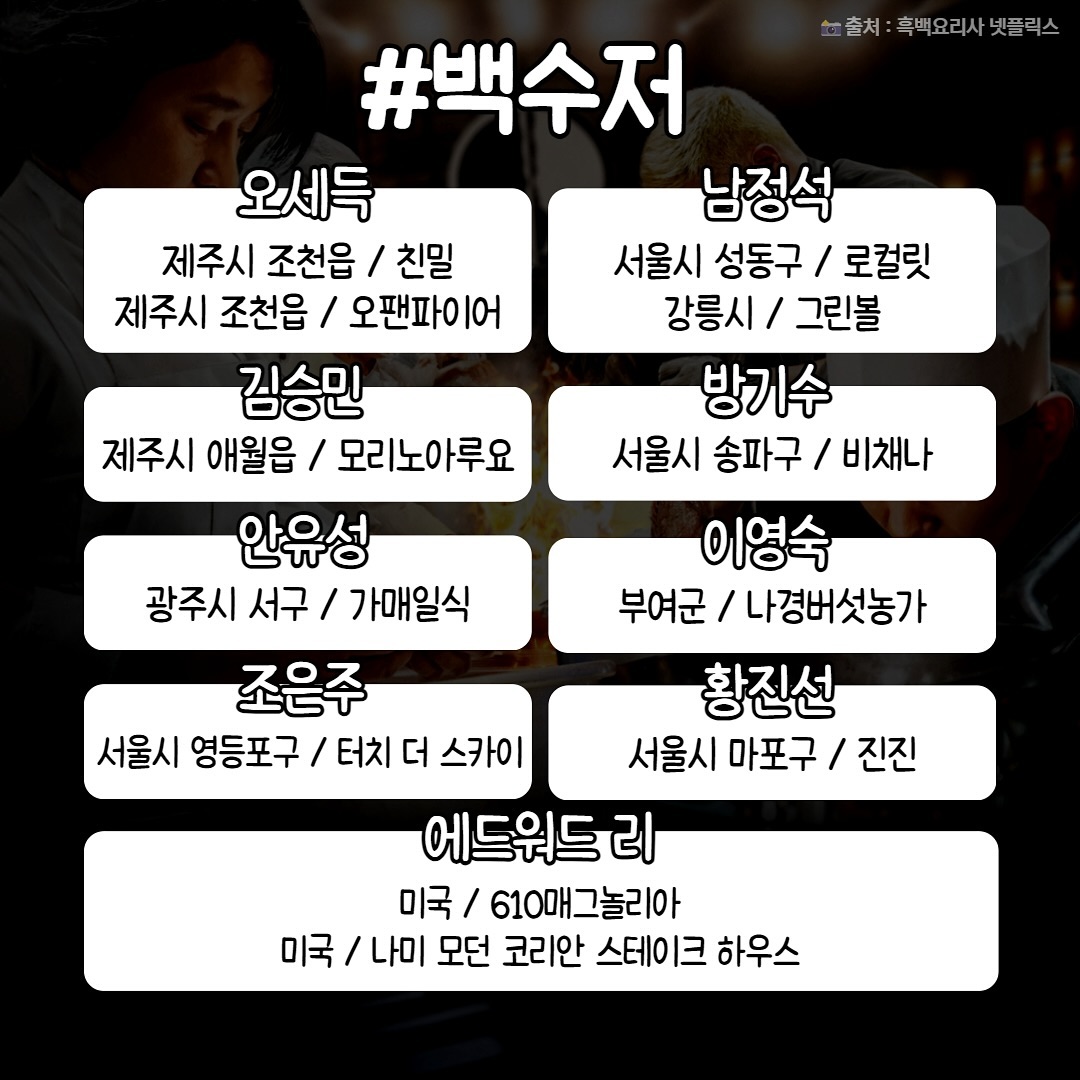 출처 : 흑백요리사 넷플릭스
#백수저
오세득
제주시 조천읍 / 친밀
제주시 조천읍 / 오팬파이어
남정석
서울시 성동구 / 로컬릿
강릉시 / 그린볼
김승민
제주시 애월읍 / 모리노아루요
방기수
서울시 송파구 / 비채나
안유성
광주시 서구 / 가매일식
이영숙
부여군 / 나경버섯농가
조은주
서울시 영등포구 / 터치 더 스카이
황진선
서울시 마포구 / 진진
에드워드 리
미국 / 610매그놀리아
미국 / 나미 모던 코리안 스테이크 하우스